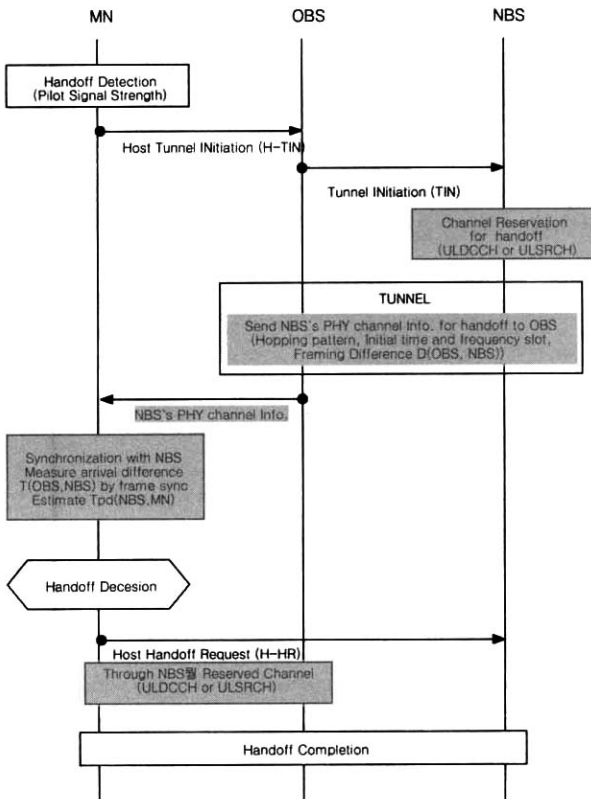 MN OBS NBS
Handoff Detection
(Pilot Signal Strength)
Host Tunnel INitiation (H-TIN)
Tunnel INitiation (TIN)
Channel Reservation
for handoff
(ULDCCH or ULSRCH)
TUNNEL
Send NBS's PHY channel Info. for handoff to OBS
(Hopping pattern, Initial time and frequency slot,
Framing Difference D(OBS, NBS))
NBS's PHY channel Info.
Synchronization with NBS
Measure arrival difference
T(OBS,NBS) by frame sync
Estimate Tpd(NBS,MN)
Handoff Decesion
Host Handoff Request (H-HR)
Through NBS뭩 Reserved Channel
(ULDCCH or ULSRCH)
Handoff Completion